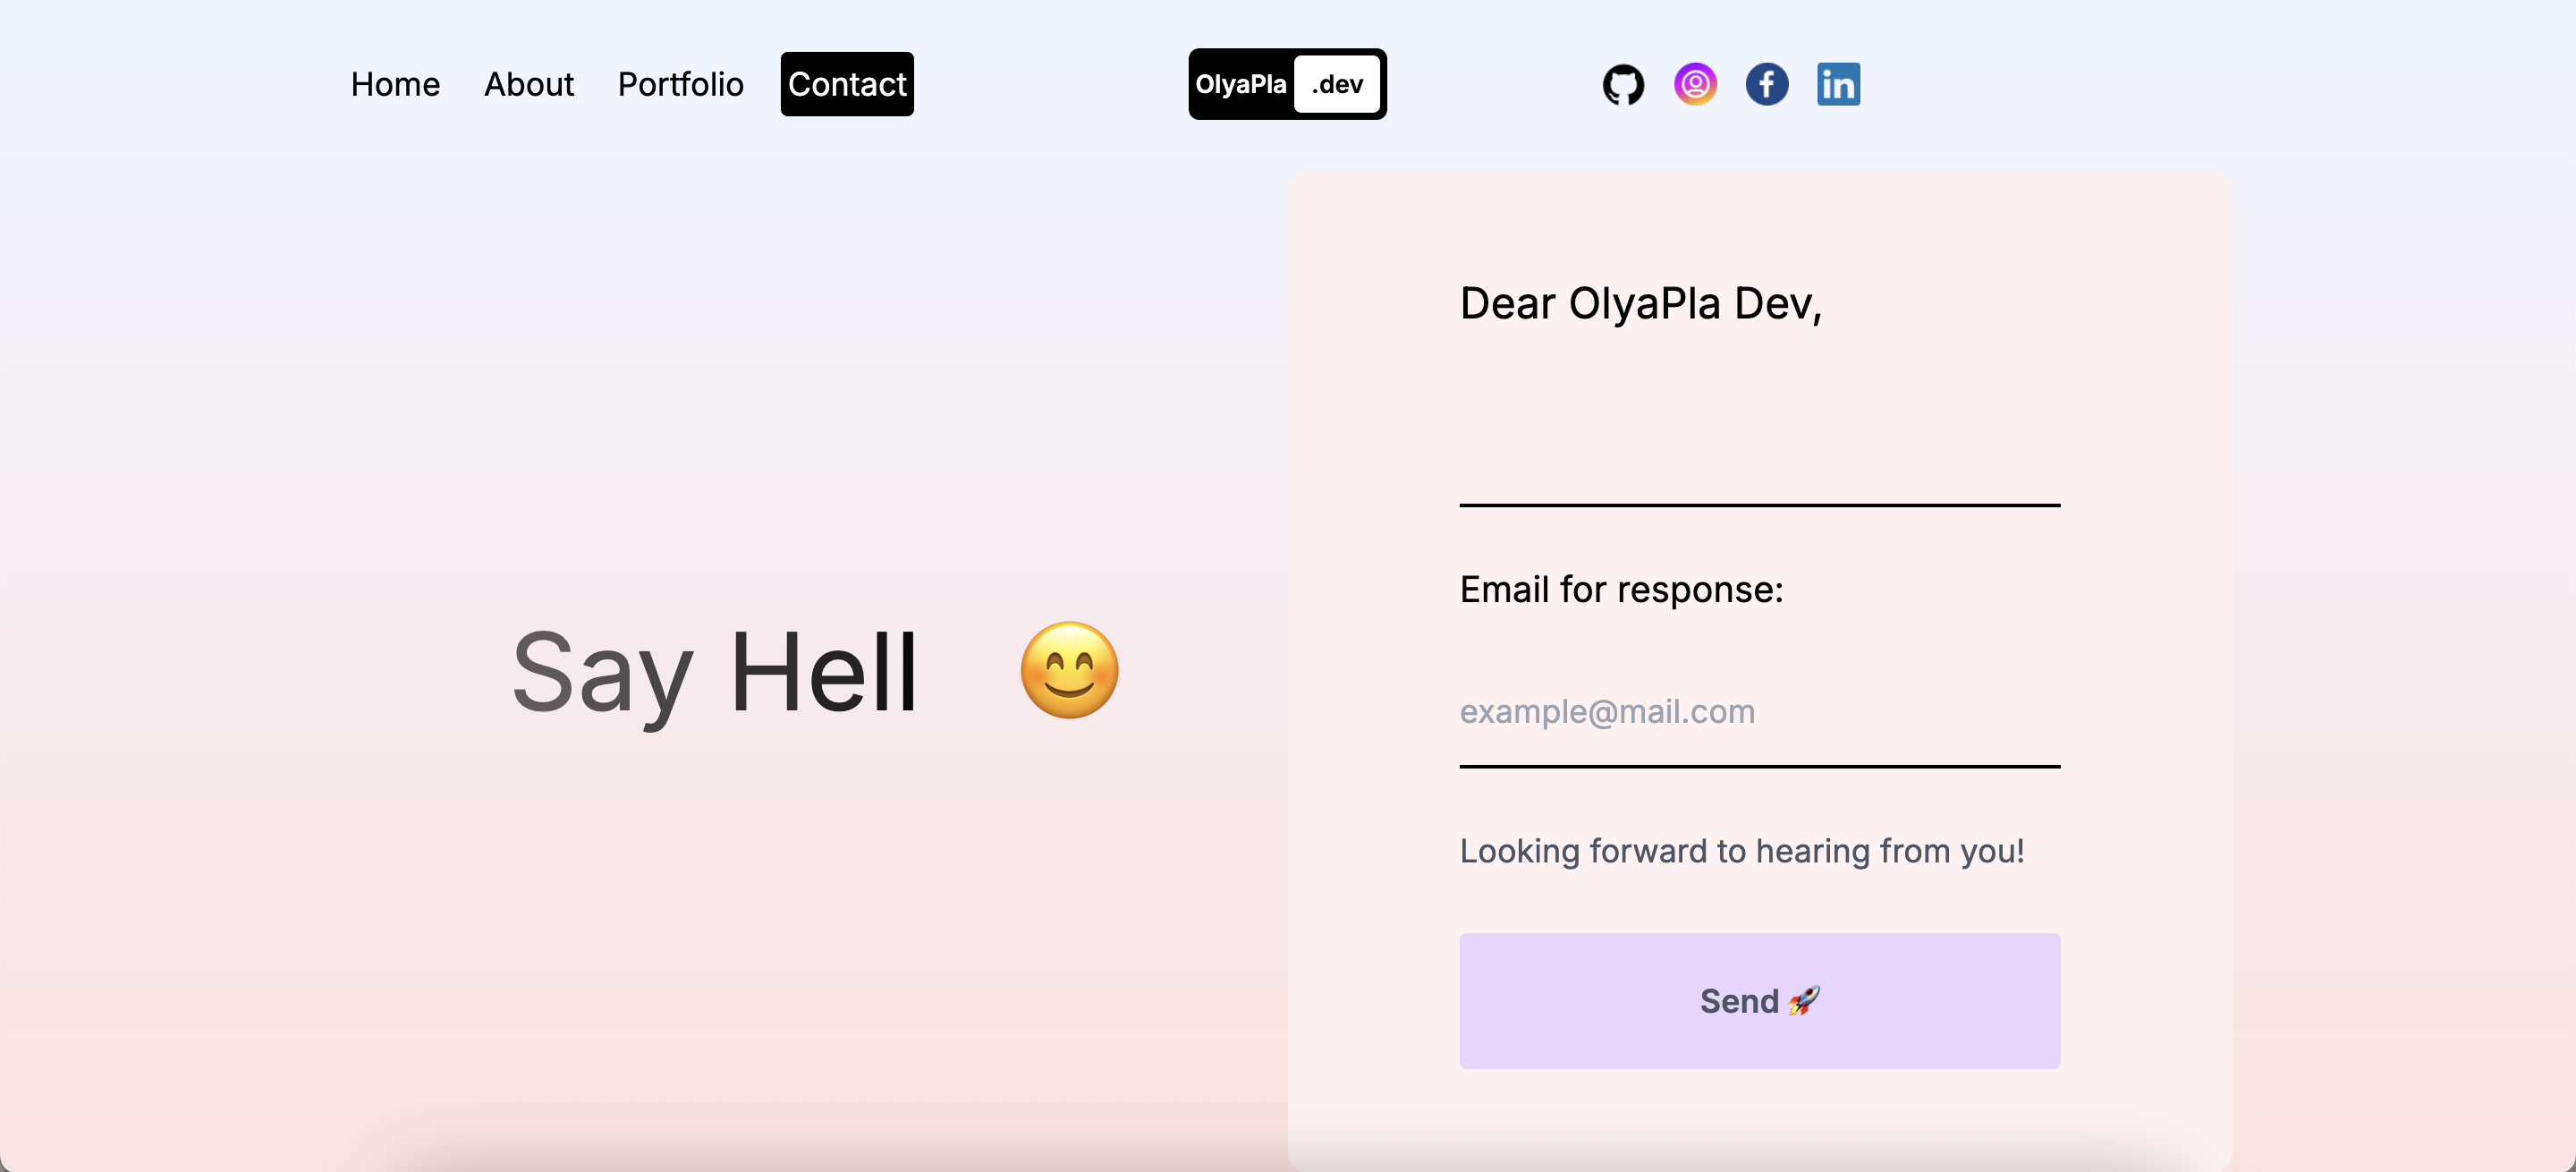 Home About Portfolio Contact
OlyaPla .dev
in
Dear OlyaPla Dev,
Email for response:
Say Hell 😊
example@mail.com
Looking forward to hearing from you!
Send 🚀